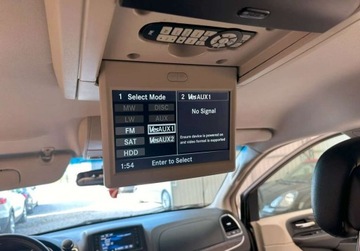 1 Select Mode
MW DISC
LW AUX
FM VES AUX1
SAT VES AUX2
HDD
1:54 Enter to Select
2 VES AUX1
No Signal
Ensure device is powered on
and video format is supported